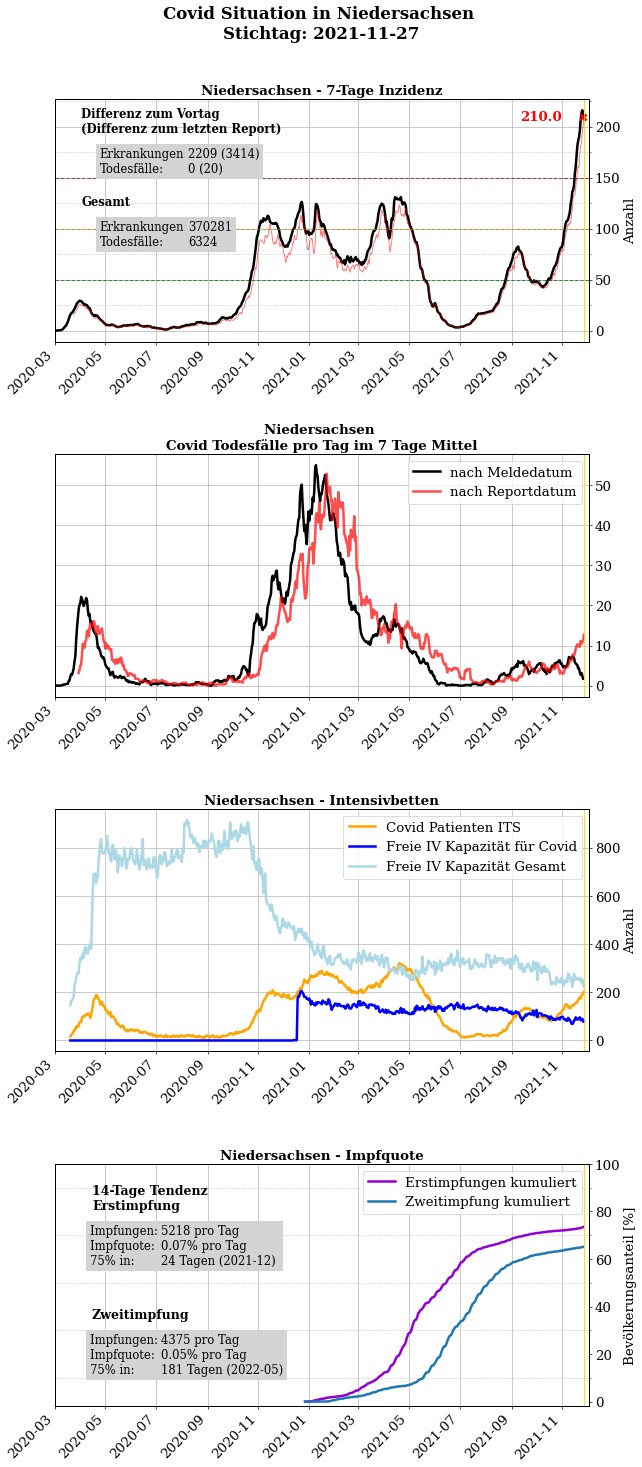 Covid Situation in Niedersachsen
Stichtag: 2021-11-27
Niedersachsen - 7-Tage Inzidenz
Differenz zum Vortag
(Differenz zum letzten Report)
Erkrankungen 2209 (3414)
Todesfälle: 0 (20)
Gesamt
Erkrankungen 370281
Todesfälle: 6324
210.0
200
150
100
50
0
Anzahl
2020-03
2020-05
2020-07
2020-09
2020-11
2021-01
2021-03
2021-05
2021-07
2021-09
2021-11
Niedersachsen
Covid Todesfälle pro Tag im 7 Tage Mittel
nach Meldedatum
nach Reportdatum
50
40
30
20
10
0
2020-03
2020-05
2020-07
2020-09
2020-11
2021-01
2021-03
2021-05
2021-07
2021-09
2021-11
Niedersachsen - Intensivbetten
Covid Patienten ITS
Freie IV Kapazität für Covid
Freie IV Kapazität Gesamt
800
600
400
200
0
Anzahl
2020-03
2020-05
2020-07
2020-09
2020-11
2021-01
2021-03
2021-05
2021-07
2021-09
2021-11
Niedersachsen - Impfquote
14-Tage Tendenz
Erstimpfung
Impfungen: 5218 pro Tag
Impfquote: 0.07% pro Tag
75% in: 24 Tagen (2021-12)
Zweitimpfung
Impfungen: 4375 pro Tag
Impfquote: 0.05% pro Tag
75% in: 181 Tagen (2022-05)
Erstimpfungen kumuliert
Zweitimpfung kumuliert
100
80
60
40
20
0
Bevölkerungsanteil [%]
2020-03
2020-05
2020-07
2020-09
2020-11
2021-01
2021-03
2021-05
2021-07
2021-09
2021-11